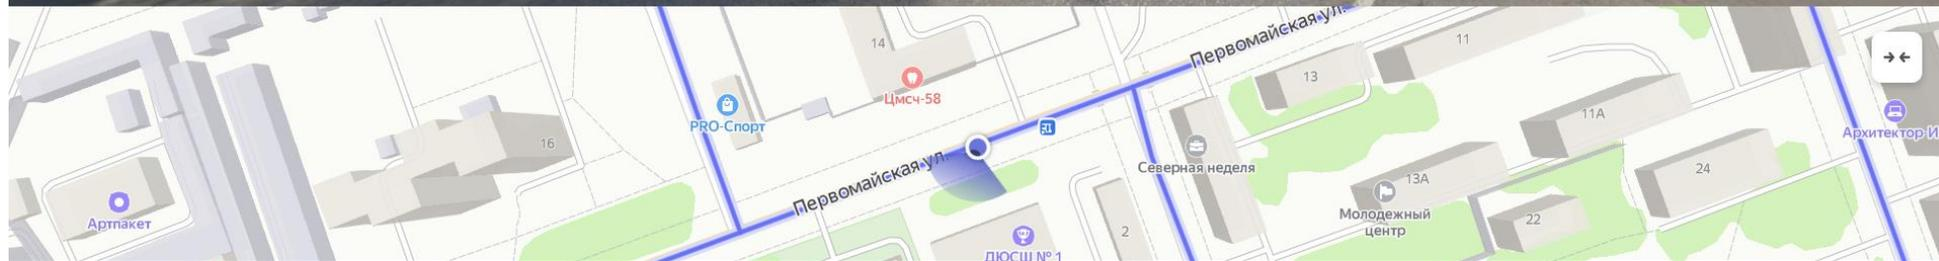 Первомайская ул.
11
14
13
Цмсч-58
11А
PRO-Спорт
Архитектор-И
16
Северная неделя
Первомайская ул.
24
13А
Артпакет
Молодежный
центр
22
2
ДЮСШ № 1